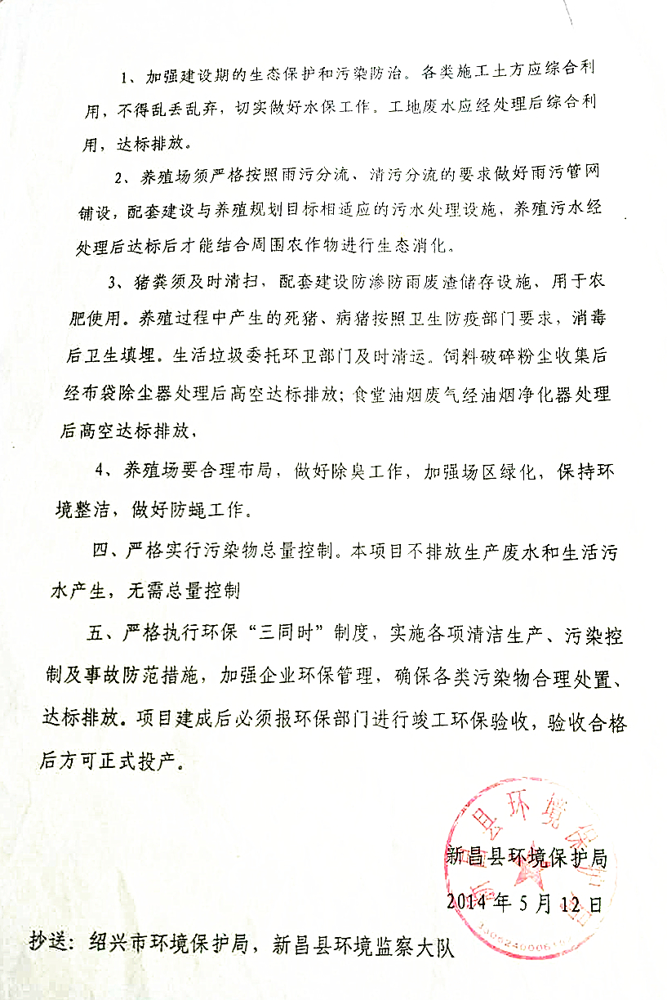 1、加强建设期的生态保护和污染防治。各类施工土方应综合利
用，不得乱丢乱弃，切实做好水保工作。工地废水应经处理后综合利
用，达标排放。
2、养殖场须严格按照雨污分流、清污分流的要求做好雨污管网
铺设，配套建设与养殖规划目标相适应的污水处理设施，养殖污水经
处理后达标后才能结合周围农作物进行生态消化。
3、猪粪须及时清扫，配套建设防渗防雨废渣储存设施、用于农
肥使用。养殖过程中产生的死猪、病猪按照卫生防疫部门要求，消毒
后卫生填埋。生活垃圾委托环卫部门及时清运。饲料破碎粉尘收集后
经布袋除尘器处理后高空达标排放；食堂油烟废气经油烟净化器处理
后高空达标排放，
4、养殖场要合理布局，做好除臭工作，加强场区绿化，保持环
境整洁，做好防蝇工作。
四、严格实行污染物总量控制。本项目不排放生产废水和生活污
水产生，无需总量控制
五、严格执行环保“三同时”制度，实施各项清洁生产、污染控
制及事故防范措施，加强企业环保管理，确保各类污染物合理处置、
达标排放。项目建成后必须报环保部门进行竣工环保验收，验收合格
后方可正式投产。
新昌县环境保护局
新昌县环境保护局
2014年5月12日
抄送：绍兴市环境保护局，新昌县环境监察大队